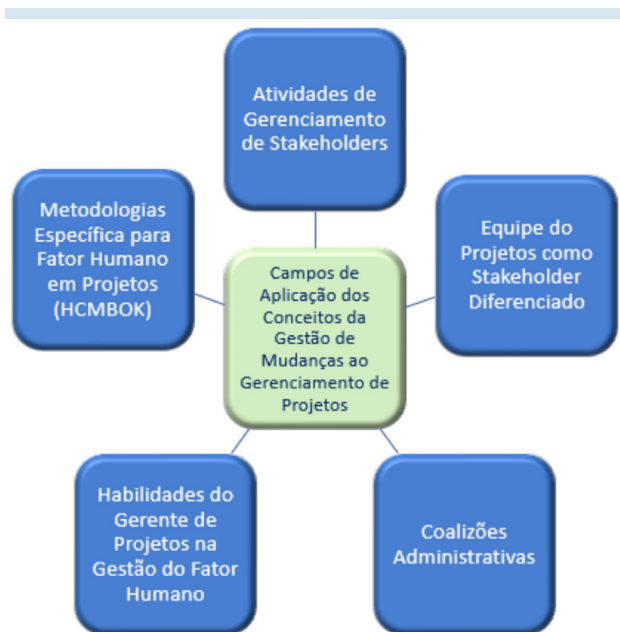 Atividades de
Gerenciamento
de Stakeholders
Metodologias
Específica para
Fator Humano
em Projetos
(HCMBOK)
Equipe do
Projetos como
Stakeholder
Diferenciado
Campos de
Aplicação dos
Conceitos da
Gestão de
Mudanças ao
Gerenciamento de
Projetos
Habilidades do
Gerente de
Projetos na
Gestão do Fator
Humano
Coalizões
Administrativas